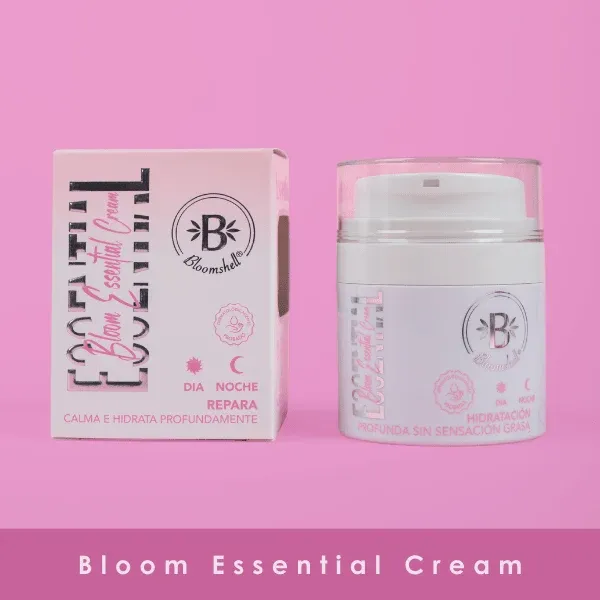 ESSENTIAL
Bloom Essential Cream
B
Bloomshell®
DIA NOCHE
REPARA
CALMA E HIDRATA PROFUNDAMENTE
ESSENTIAL
Bloom Essential Cream
B
Bloomshell®
DIA NOCHE
HIDRATACIÓN
PROFUNDA SIN SENSACIÓN GRASA
Bloom Essential Cream